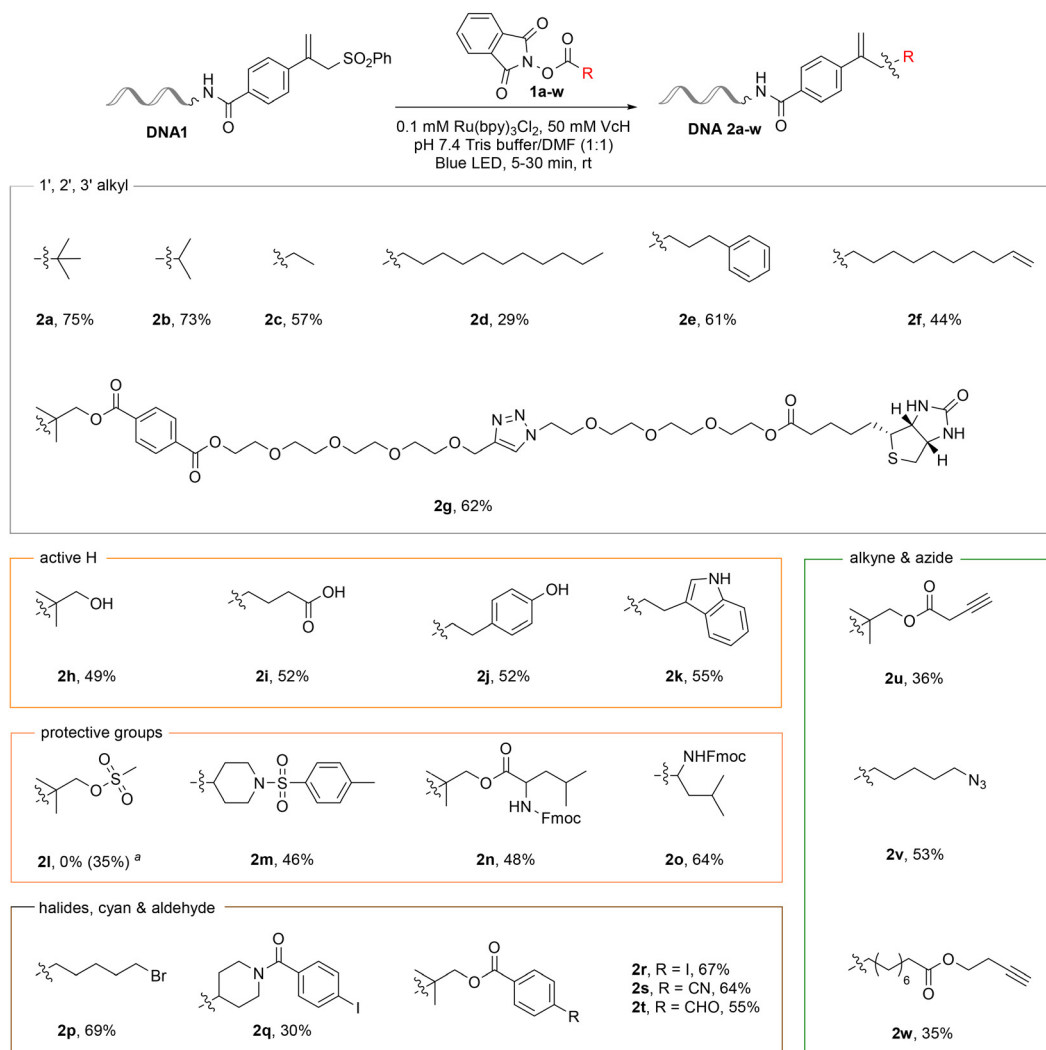 SO2Ph
H
N
O
DNA1
O
N
O
O
O
R
1a-w
0.1 mM Ru(bpy)3Cl2, 50 mM VcH
pH 7.4 Tris buffer/DMF (1:1)
Blue LED, 5-30 min, rt
R
H
N
O
DNA 2a-w
1', 2', 3' alkyl
2a, 75%
2b, 73%
2c, 57%
2d, 29%
2e, 61%
2f, 44%
O
O
O
O
O
O
O
O
O
N
N
N
O
O
O
O
O
H
HN
O
NH
S
H
2g, 62%
active H
OH
2h, 49%
OH
O
2i, 52%
OH
2j, 52%
NH
2k, 55%
protective groups
O
O
S
O
2l, 0% (35%) a
O
N
S
O
2m, 46%
O
O
HN
Fmoc
2n, 48%
NHFmoc
2o, 64%
halides, cyan & aldehyde
Br
2p, 69%
O
N
I
2q, 30%
O
O
R
2r, R = I, 67%
2s, R = CN, 64%
2t, R = CHO, 55%
alkyne & azide
O
O
2u, 36%
N3
2v, 53%
6
O
O
2w, 35%